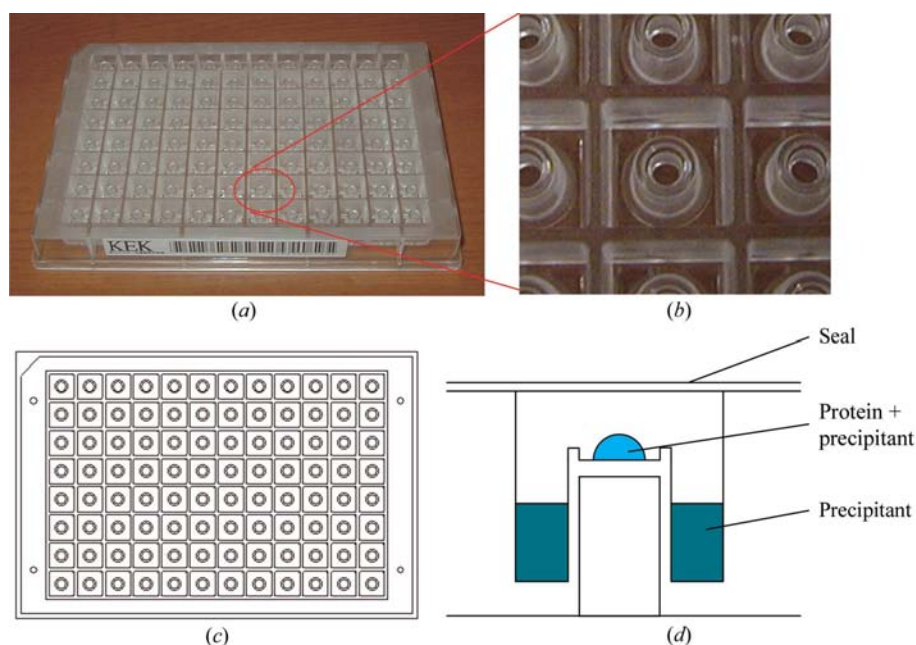 KEK
(a)
(b)
Seal
Protein +
precipitant
Precipitant
(c)
(d)